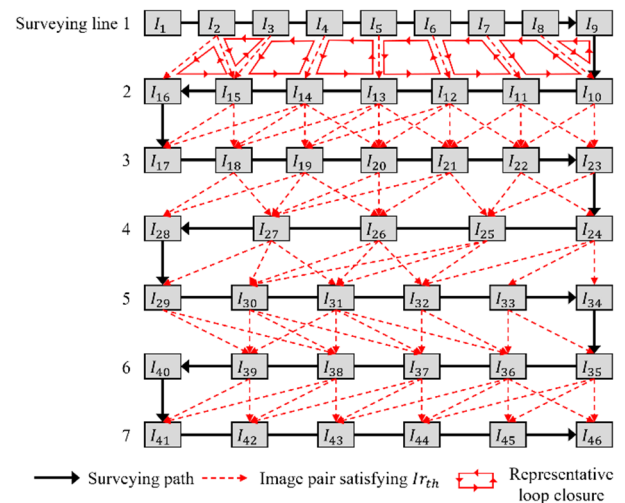 Surveying line 1 I₁ I₂ I₃ I₄ I₅ I₆ I₇ I₈ I₉
2 I₁₆ I₁₅ I₁₄ I₁₃ I₁₂ I₁₁ I₁₀
3 I₁₇ I₁₈ I₁₉ I₂₀ I₂₁ I₂₂ I₂₃
4 I₂₈ I₂₇ I₂₆ I₂₅ I₂₄
5 I₂₉ I₃₀ I₃₁ I₃₂ I₃₃ I₃₄
6 I₄₀ I₃₉ I₃₈ I₃₇ I₃₆ I₃₅
7 I₄₁ I₄₂ I₄₃ I₄₄ I₄₅ I₄₆
Surveying path Image pair satisfying Ir_th Representative
loop closure